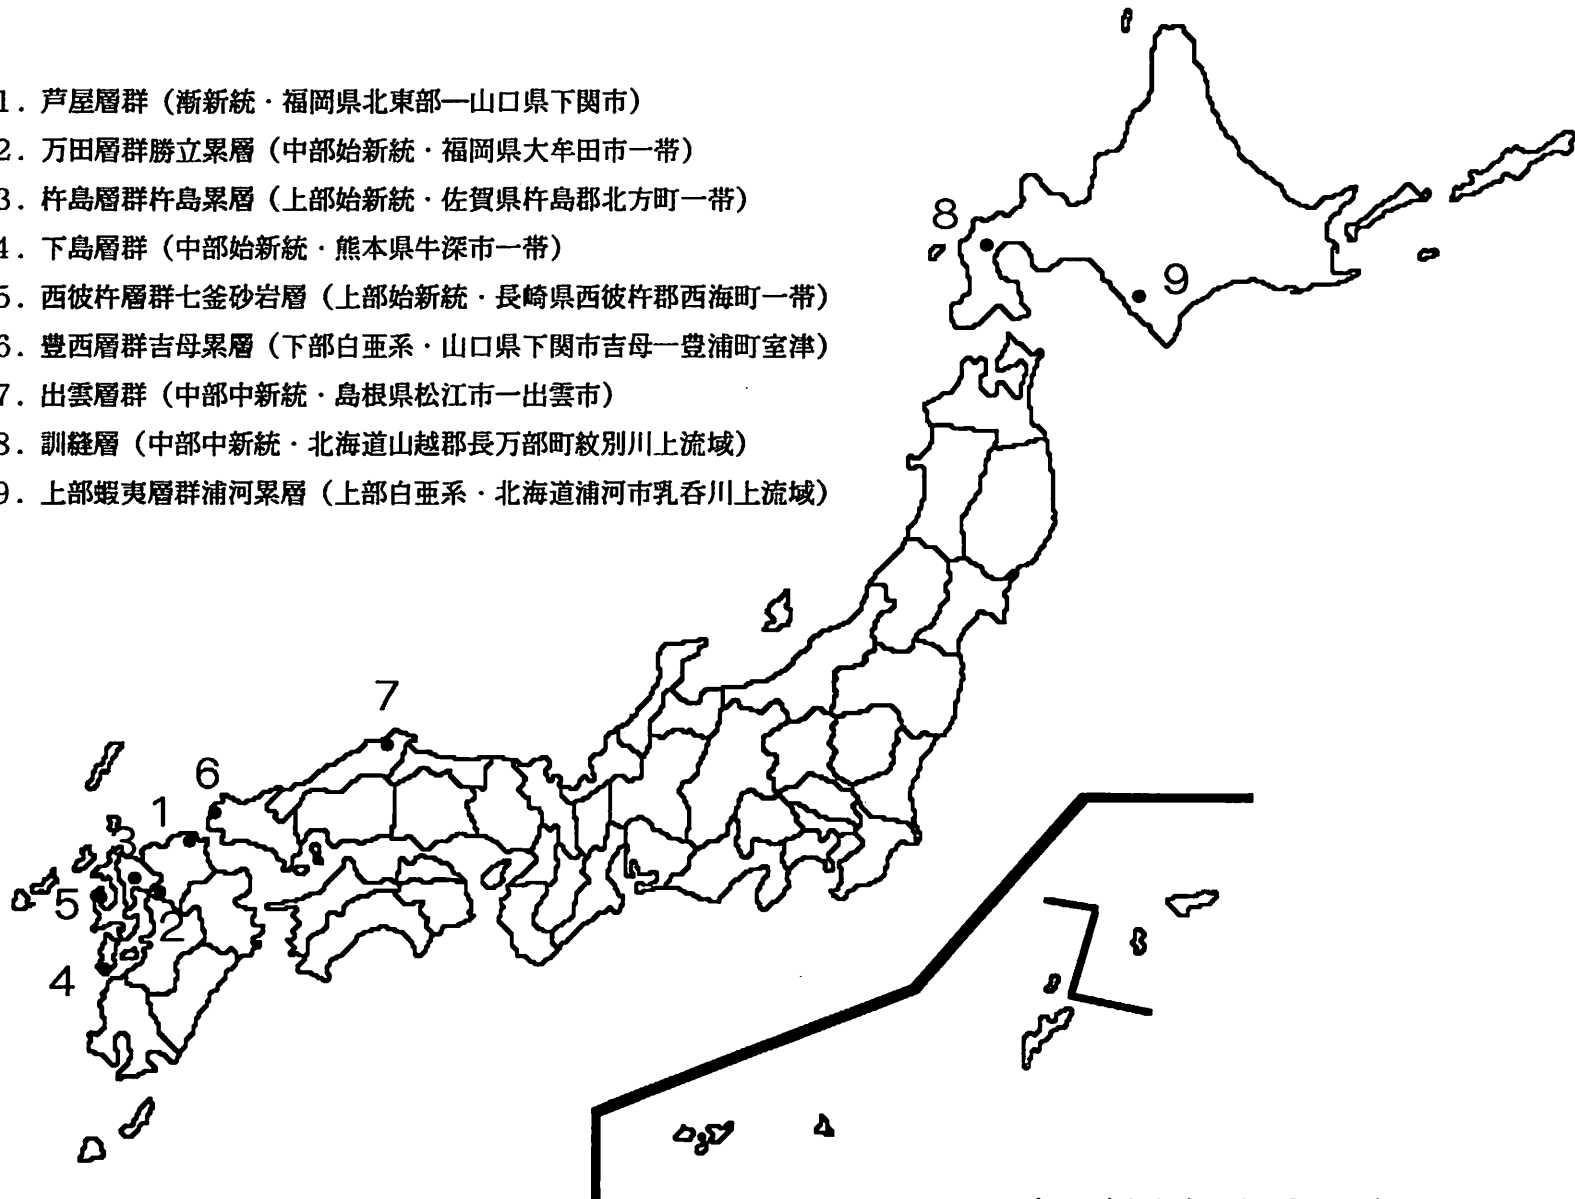 1. 芦屋層群（漸新統・福岡県北東部―山口県下関市）
2. 万田層群勝立累層（中部始新統・福岡県大牟田市一帯）
3. 杵島層群杵島累層（上部始新統・佐賀県杵島郡北方町一帯）
4. 下島層群（中部始新統・熊本県牛深市一帯）
5. 西彼杵層群七釜砂岩層（上部始新統・長崎県西彼杵郡西海町一帯）
6. 豊西層群吉母累層（下部白亜系・山口県下関市吉母―豊浦町室津）
7. 出雲層群（中部中新統・島根県松江市―出雲市）
8. 訓縫層（中部中新統・北海道山越郡長万部町紋別川上流域）
9. 上部蝦夷層群浦河累層（上部白亜系・北海道浦河市乳呑川上流域）
8
9
7
6
1
3
5
2
4